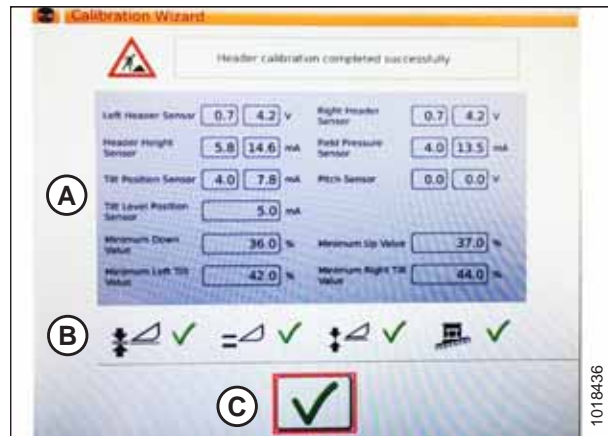 Calibration Wizard
Header calibration completed successfully
Left Header Sensor 0.7 4.2 v Right Header Sensor 0.7 4.2 v
Header Height Sensor 5.8 14.6 mA Field Pressure Sensor 4.0 13.5 mA
Tilt Position Sensor 4.0 7.8 mA Pitch Sensor 0.0 0.0 v
Tilt Level Position Sensor 5.0 mA
Minimum Down Value 36.0 % Minimum Up Value 37.0 %
Minimum Left Tilt Value 42.0 % Minimum Right Tilt Value 44.0 %
A
B
C
1018436